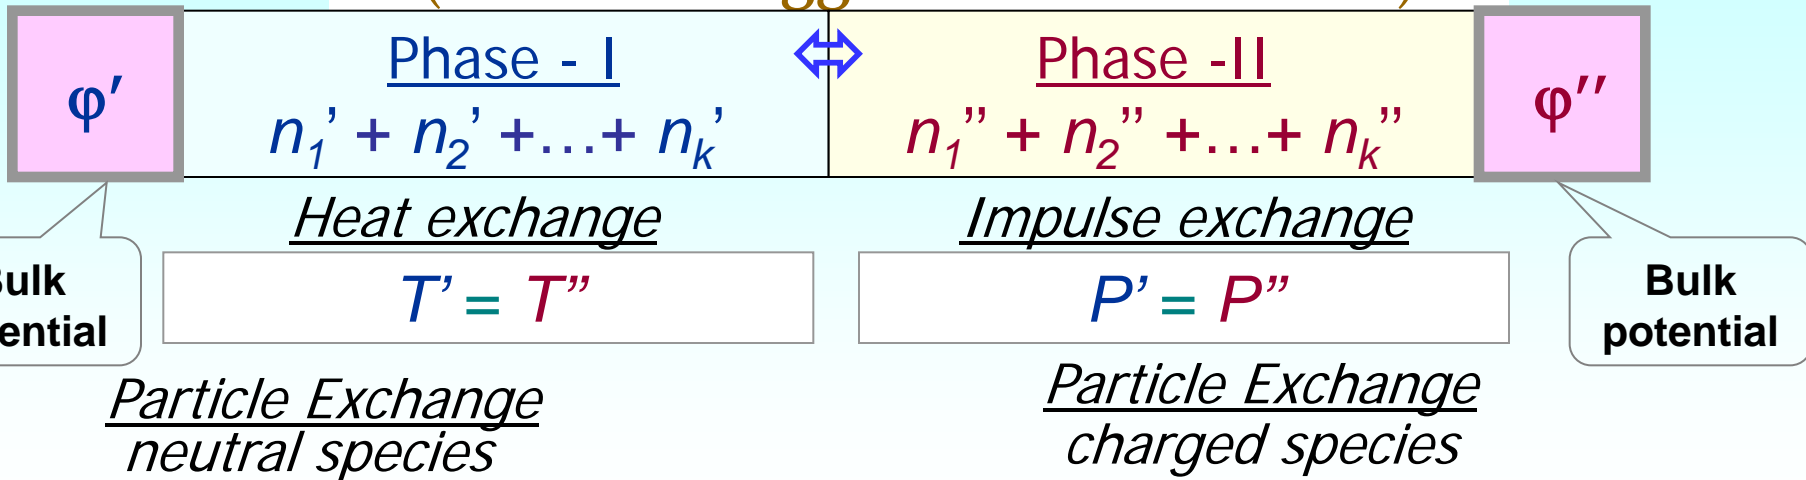 φ′ Phase - I Phase -II φ′′
n1’ + n2’ +…+ nk’ n1” + n2” +…+ nk”
Heat exchange Impulse exchange
T’ = T” P’ = P”
Bulk
potential
Particle Exchange
neutral species
Particle Exchange
charged species